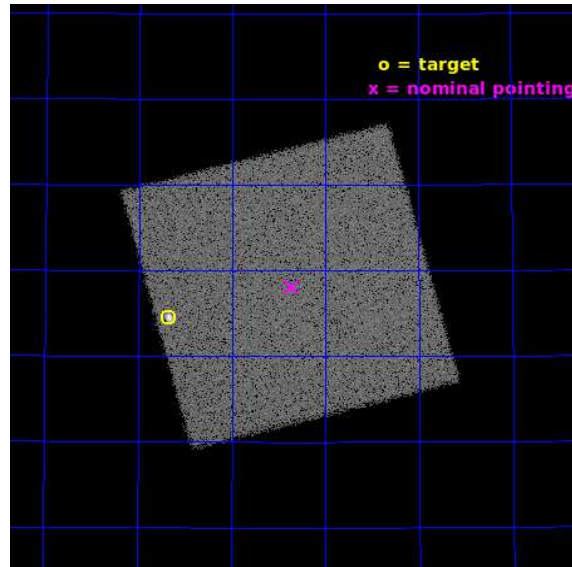 o = target
x = nominal pointing